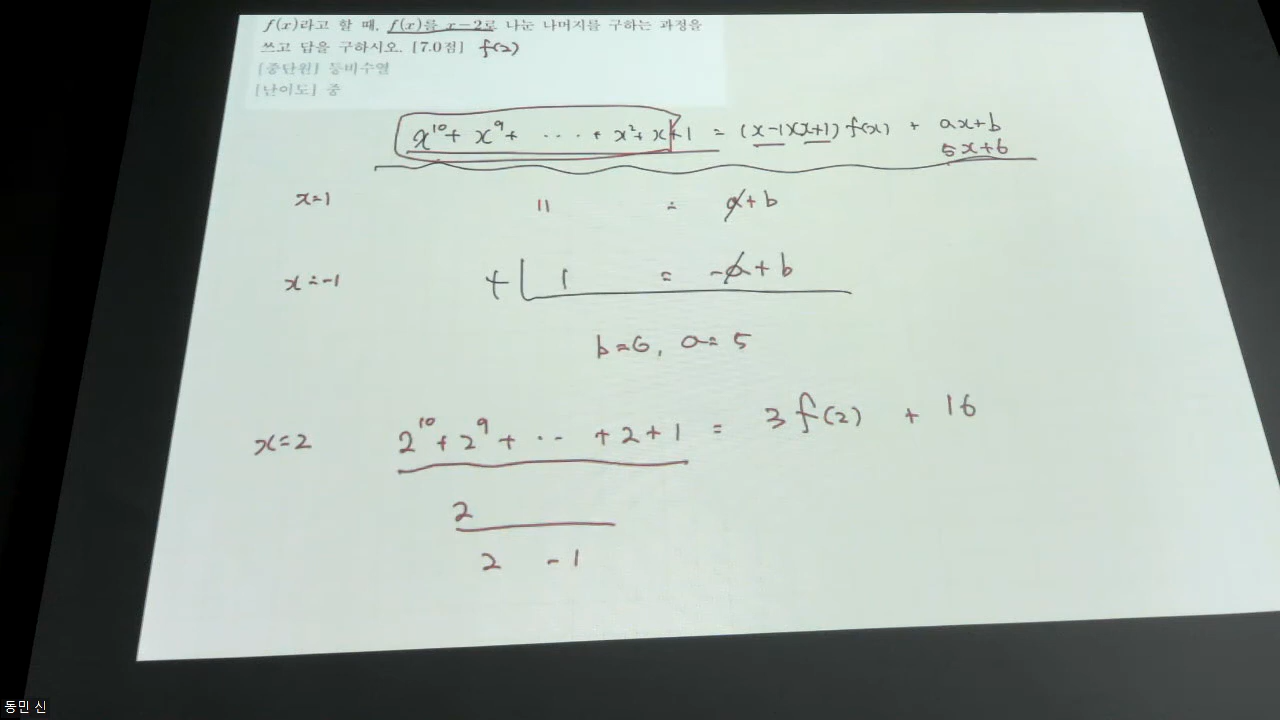 f(x)라고 할 때, f(x)를 x-2로 나눈 나머지를 구하는 과정을
쓰고 답을 구하시오. [7.0점] f(2)
[중단원] 등비수열
[난이도] 중
x¹⁰+ x⁹+ ··· + x²+ x+1 = (x-1)(x+1) f(x) + ax+b
5x+6
x=1 11 = a+b
x=-1 + 1 = -a+b
b=6, a=5
x=2 2¹⁰+2⁹+ ·· +2+1 = 3f(2) + 16
2
2 -1
동민 신